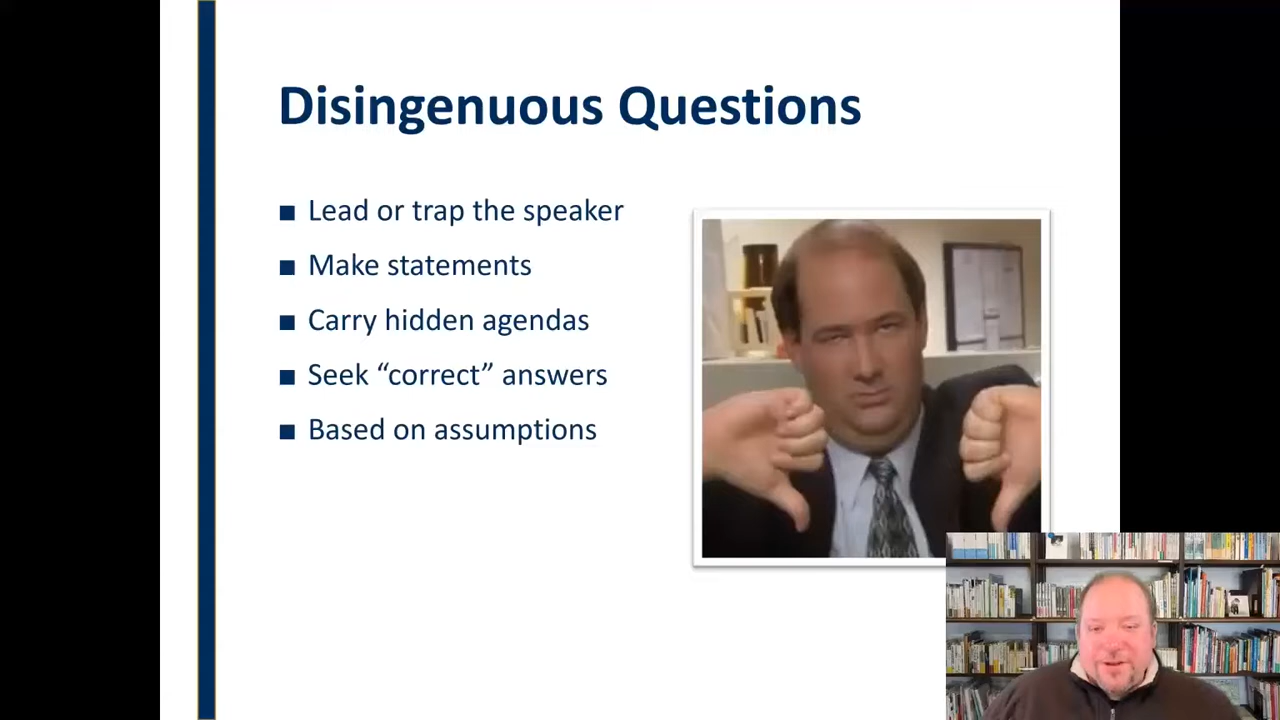 Disingenuous Questions
■ Lead or trap the speaker
■ Make statements
■ Carry hidden agendas
■ Seek “correct” answers
■ Based on assumptions